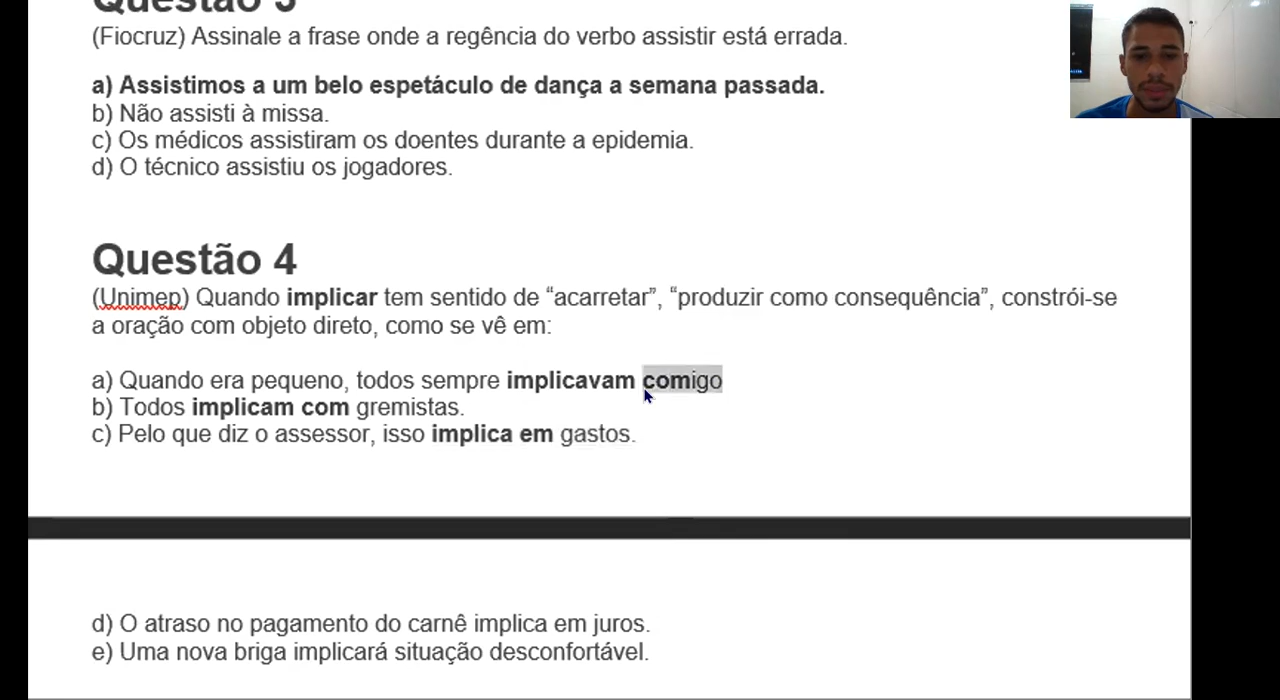 Questão 3
(Fiocruz) Assinale a frase onde a regência do verbo assistir está errada.
a) Assistimos a um belo espetáculo de dança a semana passada.
b) Não assisti à missa.
c) Os médicos assistiram os doentes durante a epidemia.
d) O técnico assistiu os jogadores.
Questão 4
(Unimep) Quando implicar tem sentido de “acarretar”, “produzir como consequência”, constrói-se
a oração com objeto direto, como se vê em:
a) Quando era pequeno, todos sempre implicavam comigo
b) Todos implicam com gremistas.
c) Pelo que diz o assessor, isso implica em gastos.
d) O atraso no pagamento do carnê implica em juros.
e) Uma nova briga implicará situação desconfortável.